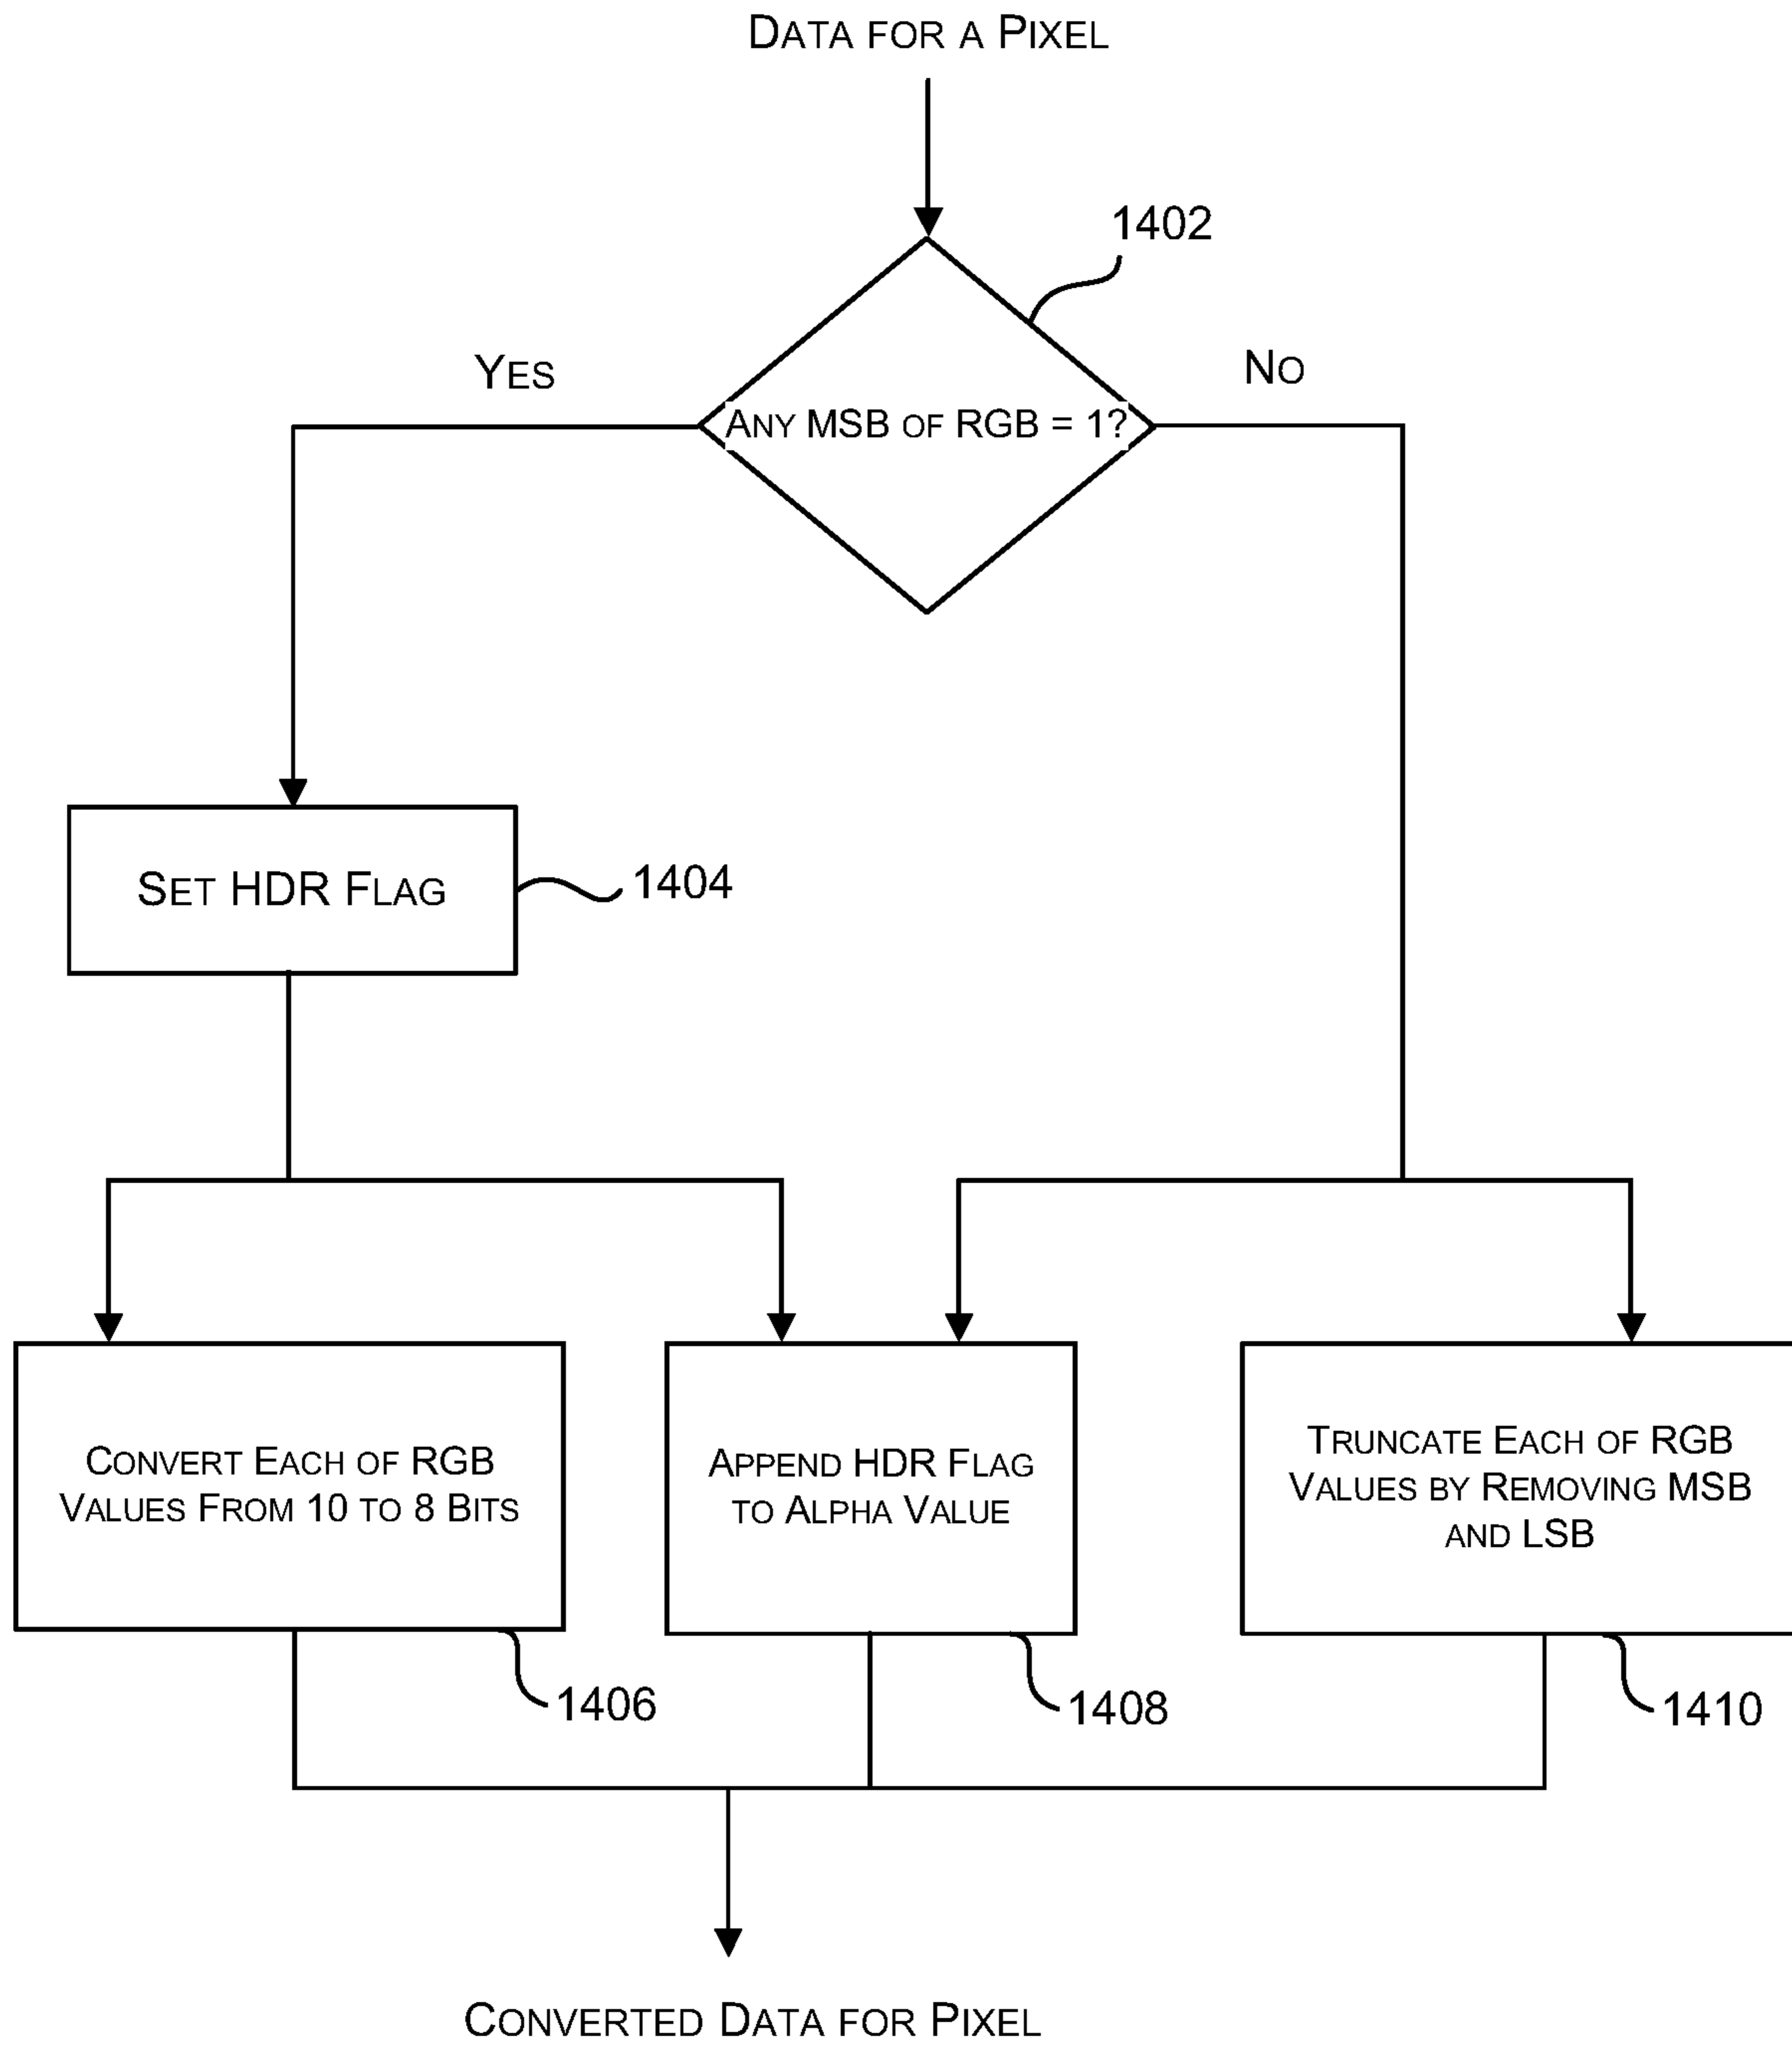 DATA FOR A PIXEL
1402
YES
NO
ANY MSB OF RGB = 1?
SET HDR FLAG
1404
CONVERT EACH OF RGB
VALUES FROM 10 TO 8 BITS
APPEND HDR FLAG
TO ALPHA VALUE
TRUNCATE EACH OF RGB
VALUES BY REMOVING MSB
AND LSB
1406
1408
1410
CONVERTED DATA FOR PIXEL